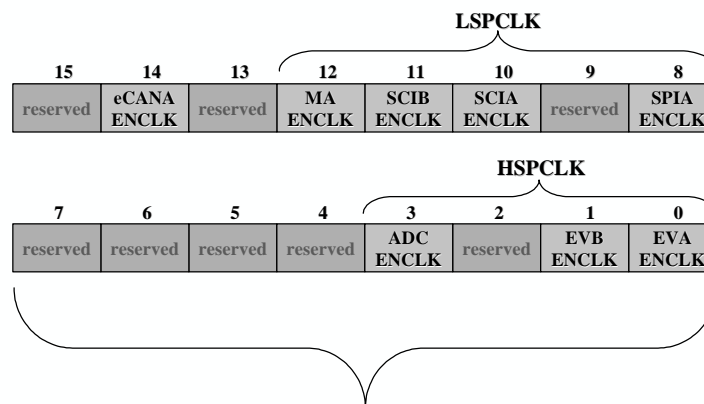 LSPCLK
15 14 13 12 11 10 9 8
reserved eCANA ENCLK reserved MA ENCLK SCIB ENCLK SCIA ENCLK reserved SPIA ENCLK
HSPCLK
7 6 5 4 3 2 1 0
reserved reserved reserved reserved ADC ENCLK reserved EVB ENCLK EVA ENCLK